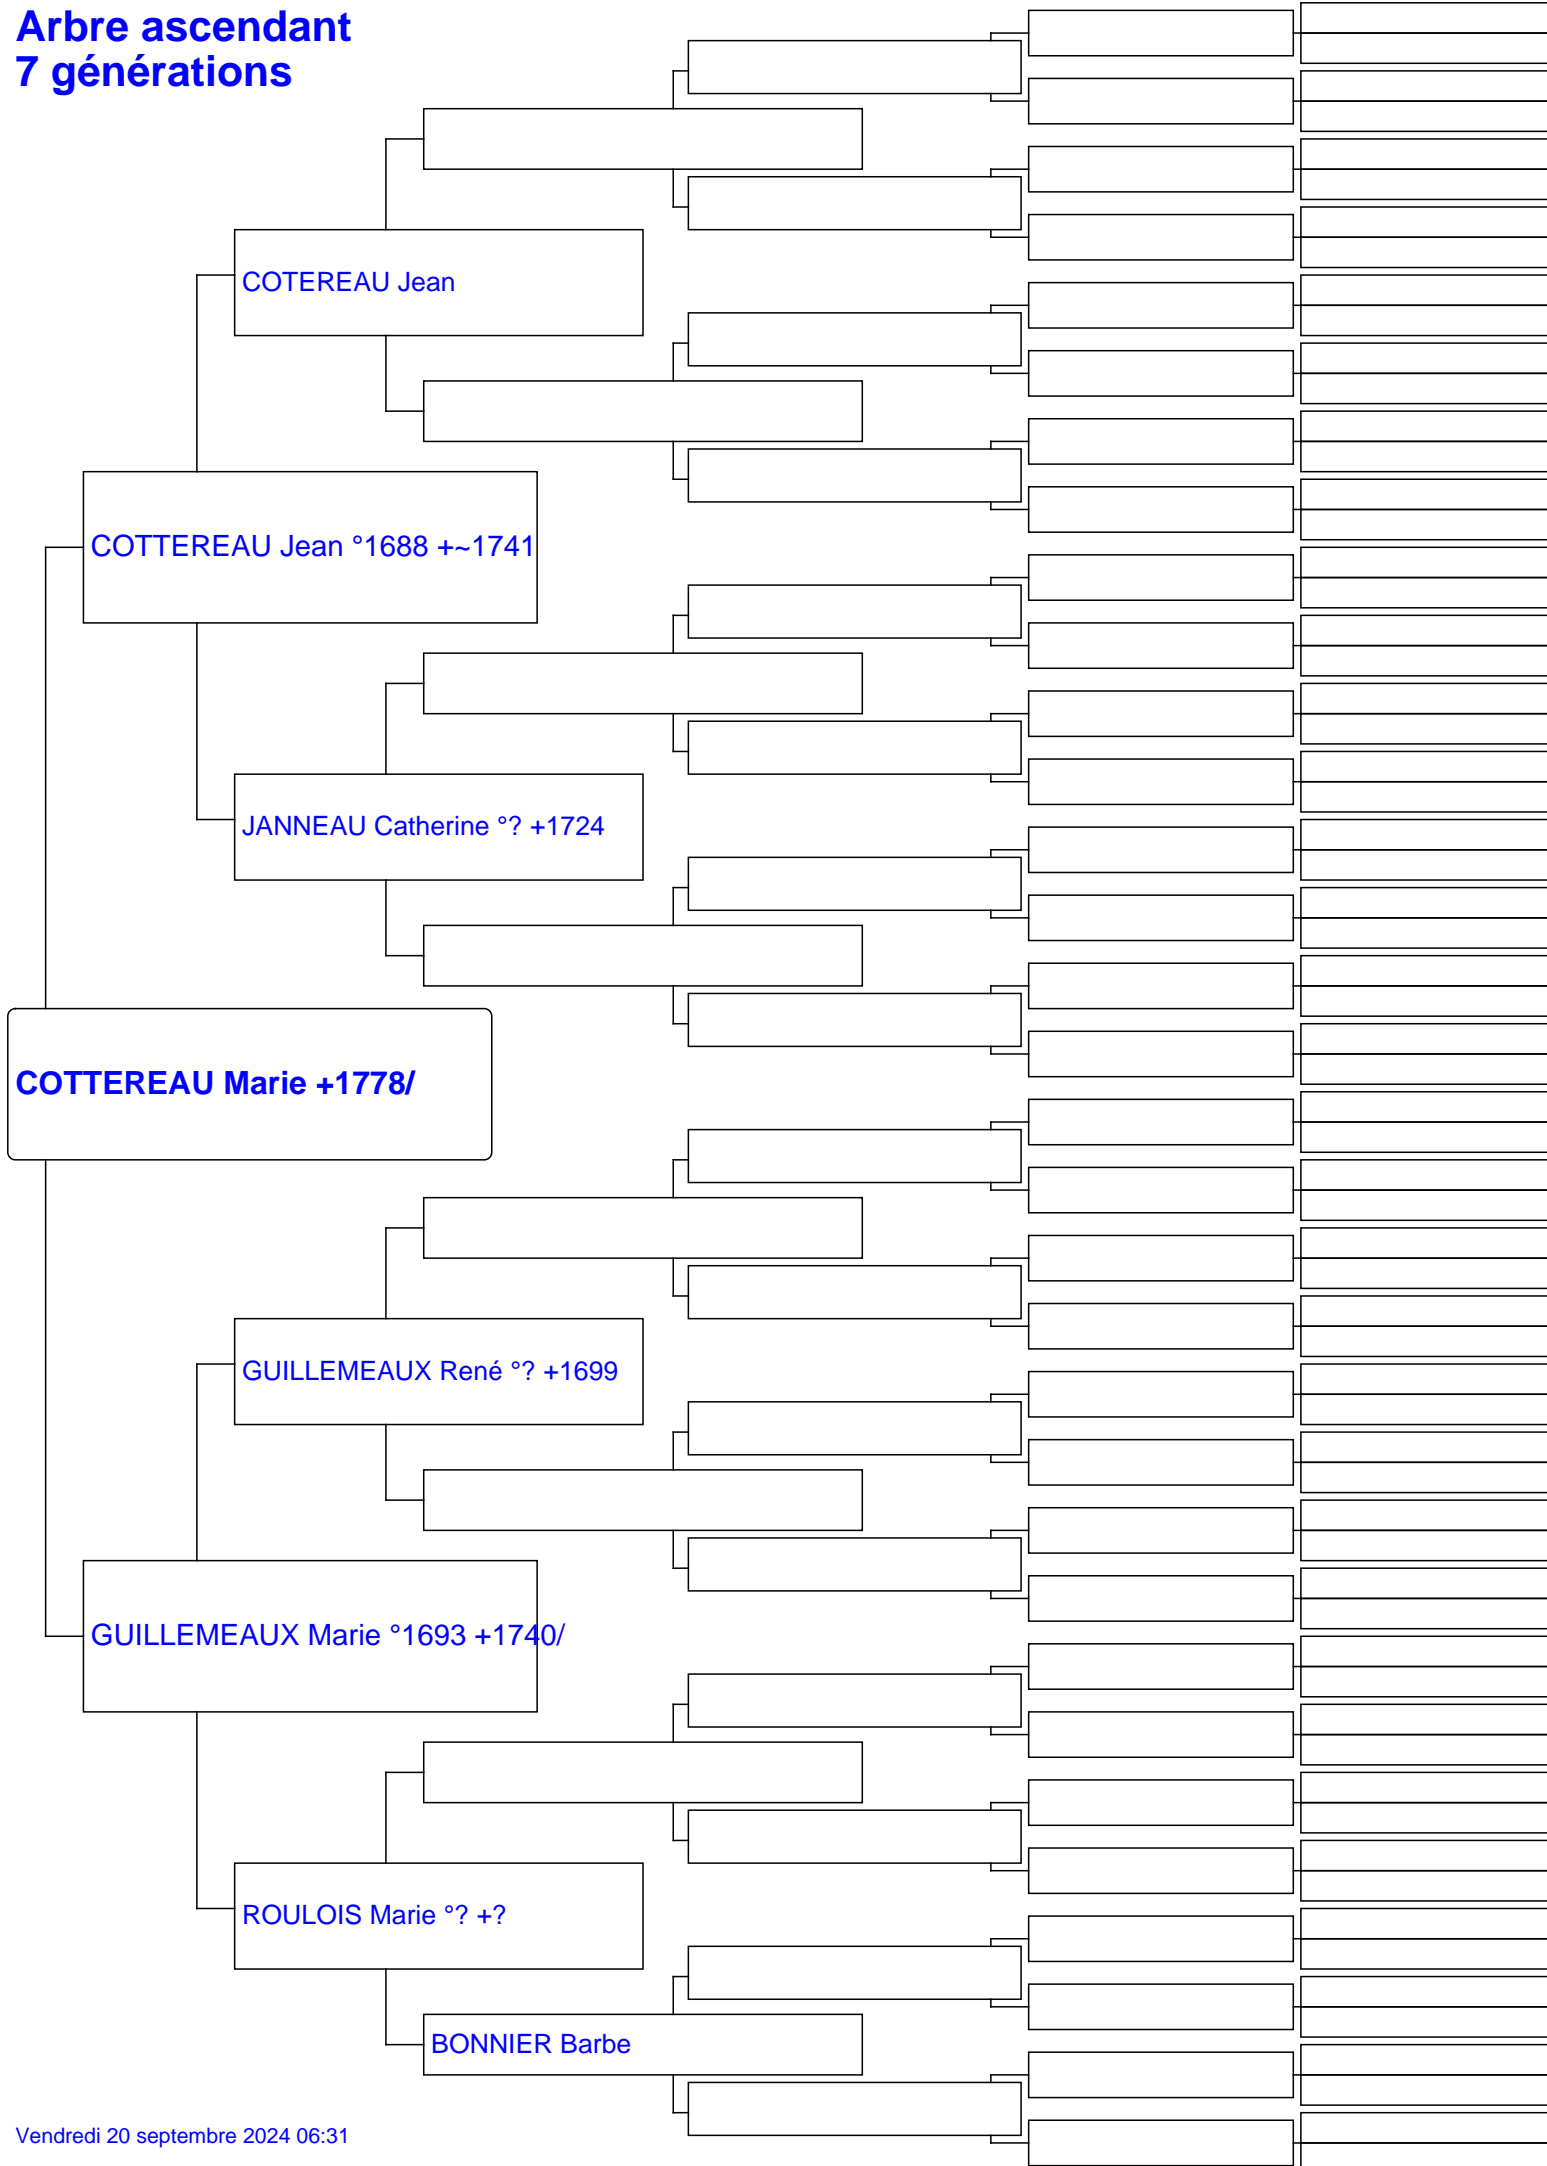 Arbre ascendant
7 générations
COTEREAU Jean
COTTEREAU Jean °1688 +~1741
JANNEAU Catherine °? +1724
COTTEREAU Marie +1778/
GUILLEMEAUX René °? +1699
GUILLEMEAUX Marie °1693 +1740/
ROULOIS Marie °? +?
BONNIER Barbe
Vendredi 20 septembre 2024 06:31